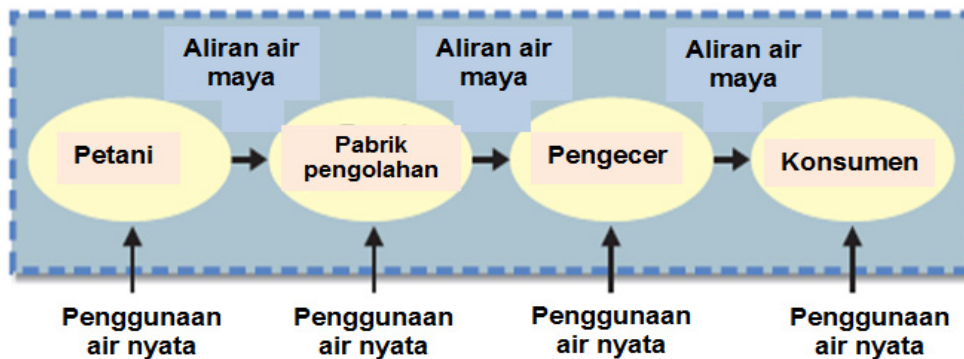 Aliran air
maya
Aliran air
maya
Aliran air
maya
Petani
Pabrik
pengolahan
Pengecer
Konsumen
Penggunaan
air nyata
Penggunaan
air nyata
Penggunaan
air nyata
Penggunaan
air nyata